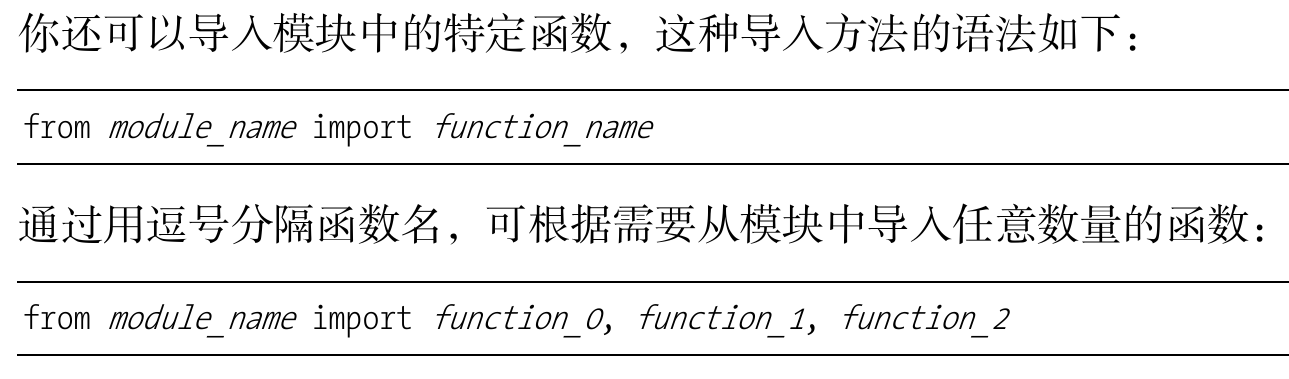 你还可以导入模块中的特定函数，这种导入方法的语法如下：
from module_name import function_name
通过用逗号分隔函数名，可根据需要从模块中导入任意数量的函数：
from module_name import function_0, function_1, function_2